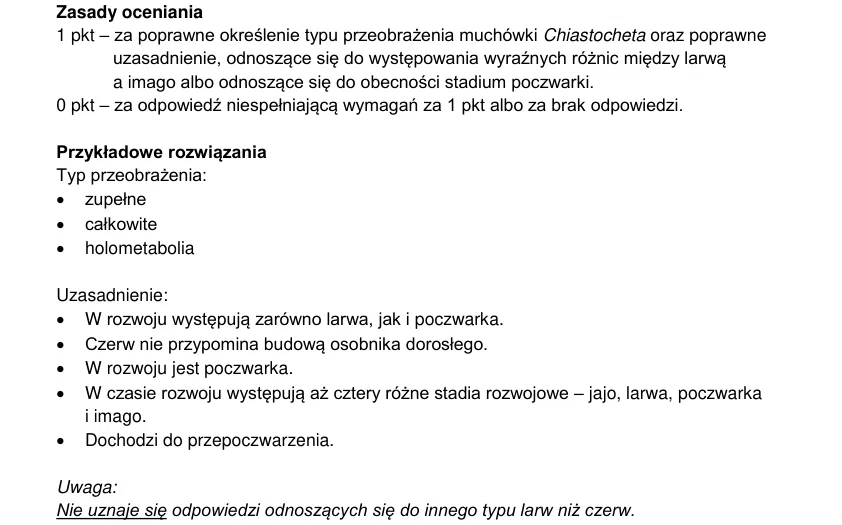 Zasady oceniania
1 pkt – za poprawne określenie typu przeobrażenia muchówki Chiastocheta oraz poprawne
uzasadnienie, odnoszące się do występowania wyraźnych różnic między larwą
a imago albo odnoszące się do obecności stadium poczwarki.
0 pkt – za odpowiedź niespełniającą wymagań za 1 pkt albo za brak odpowiedzi.
Przykładowe rozwiązania
Typ przeobrażenia:
• zupełne
• całkowite
• holometabolia
Uzasadnienie:
• W rozwoju występują zarówno larwa, jak i poczwarka.
• Czerw nie przypomina budową osobnika dorosłego.
• W rozwoju jest poczwarka.
• W czasie rozwoju występują aż cztery różne stadia rozwojowe – jajo, larwa, poczwarka
i imago.
• Dochodzi do przepoczwarzenia.
Uwaga:
Nie uznaje się odpowiedzi odnoszących się do innego typu larw niż czerw.